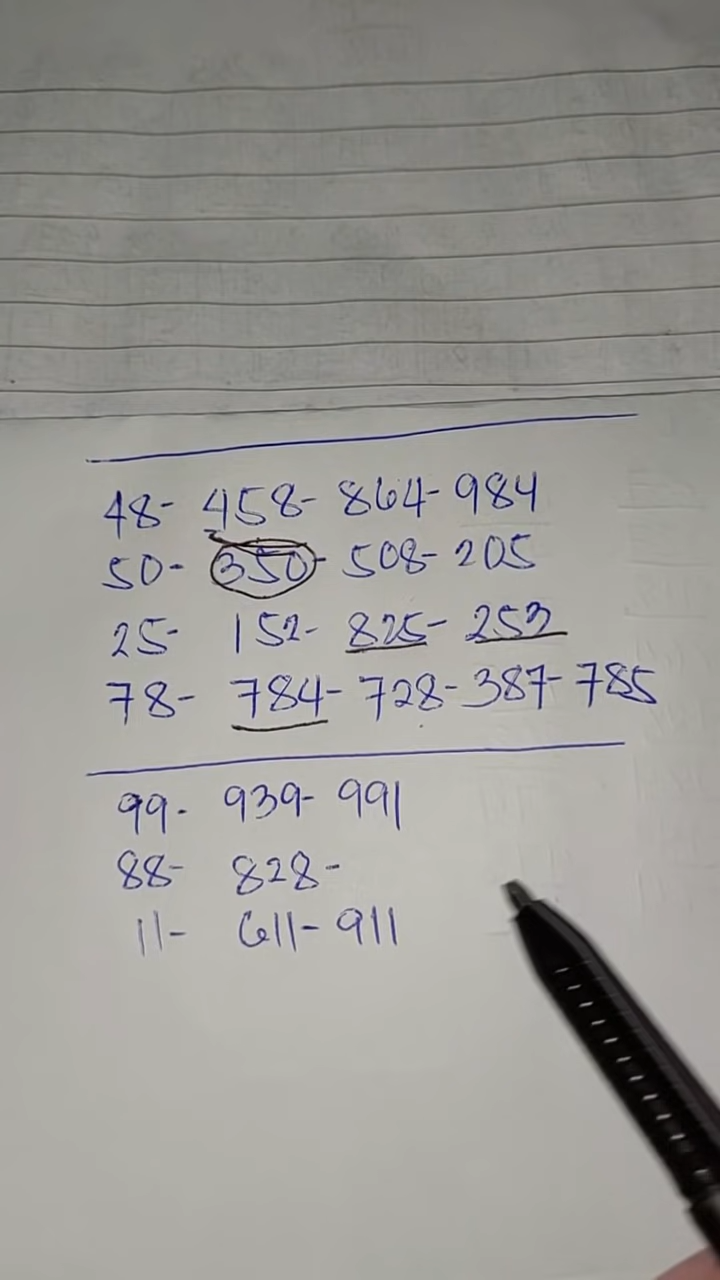 48- 458- 864- 984
50- 350- 508- 205
25- 152- 825- 253
78- 784- 728- 387- 785
99- 939- 991
88- 828-
11- 611- 911